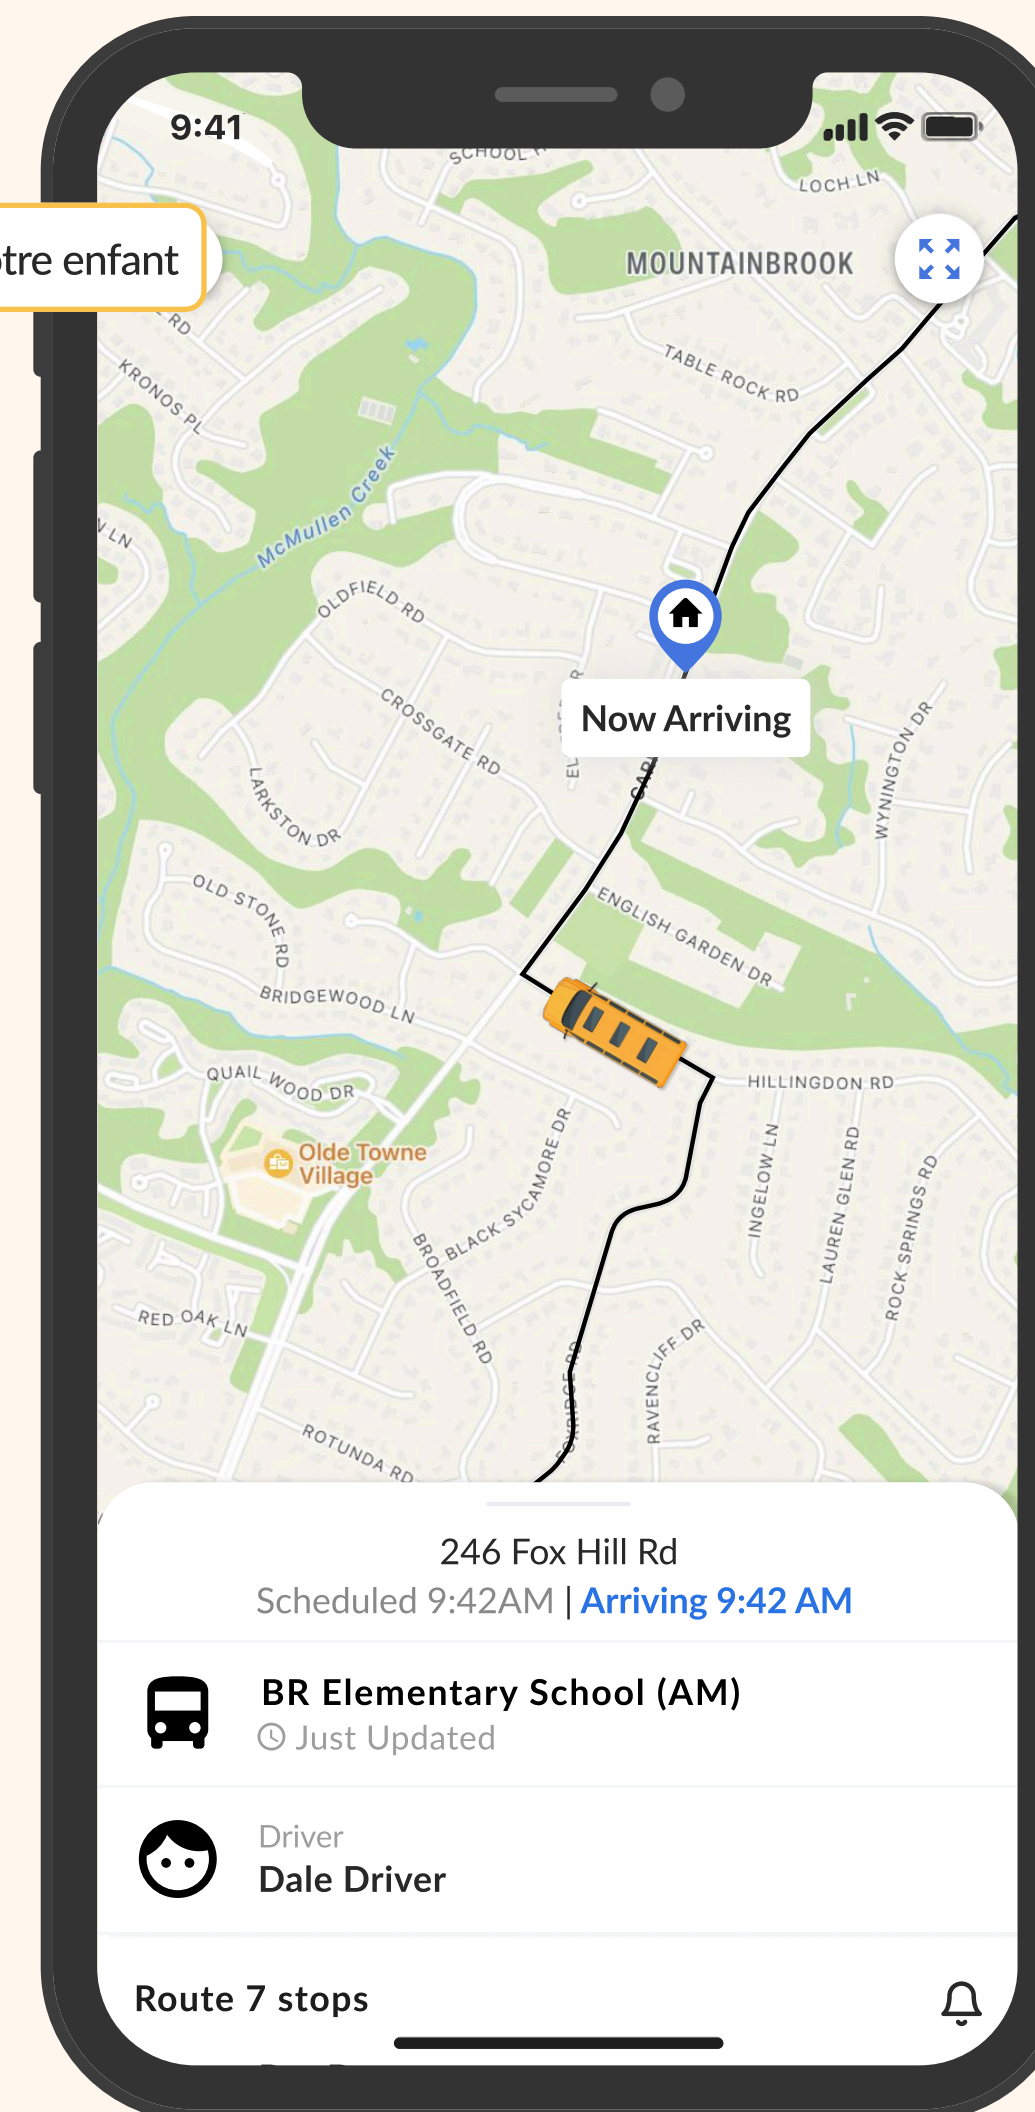 9:41
SCHOOL
LOCH LN
enfant
MOUNTAINBROOK
RD
TABLE ROCK RD
KRONOS PL
McMullen Creek
LN
OLDFIELD RD
Now Arriving
CROSSGATE RD
WYNNINGTON DR
LARKSTON DR
OLD STONE RD
ENGLISH GARDEN DR
BRIDGEWOOD LN
QUAIL WOOD DR
HILLINGDON RD
Olde Towne
Village
BLACK SYCAMORE DR
INGELOW LN
LAUREN GLEN RD
ROCK SPRINGS RD
BROADFIELD RD
RED OAK LN
RAVENCLIFF DR
FOXRIDGE RD
ROTUNDA RD
246 Fox Hill Rd
Scheduled 9:42AM | Arriving 9:42 AM
BR Elementary School (AM)
Just Updated
Driver
Dale Driver
Route 7 stops